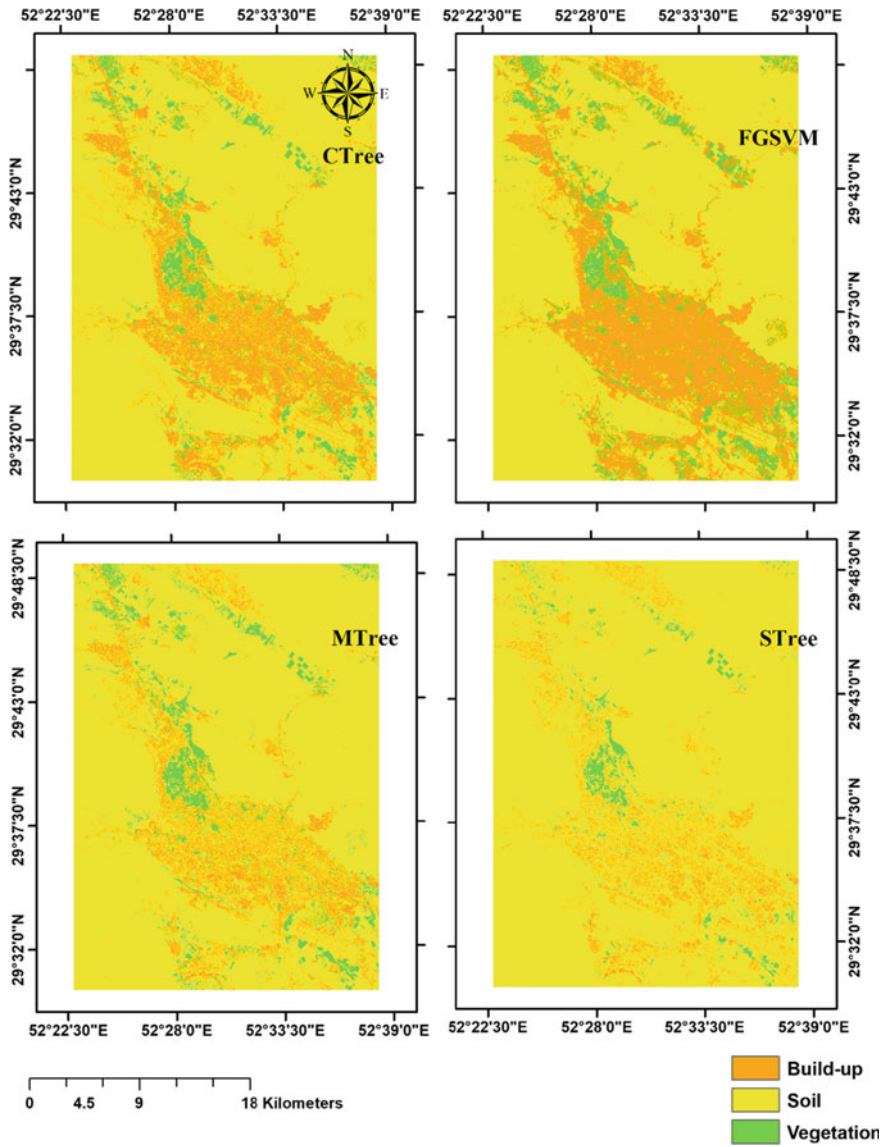 52°22'30"E 52°28'0"E 52°33'30"E 52°39'0"E 52°22'30"E 52°28'0"E 52°33'30"E 52°39'0"E
N
W E
S
CTree
FGSVM
29°43'0"N
29°37'30"N
29°32'0"N
29°43'0"N
29°37'30"N
29°32'0"N
29°48'30"N
29°43'0"N
29°37'30"N
29°32'0"N
MTree
STree
29°48'30"N
29°43'0"N
29°37'30"N
29°32'0"N
52°22'30"E 52°28'0"E 52°33'30"E 52°39'0"E 52°22'30"E 52°28'0"E 52°33'30"E 52°39'0"E
0 4.5 9 18 Kilometers
Build-up
Soil
Vegetation